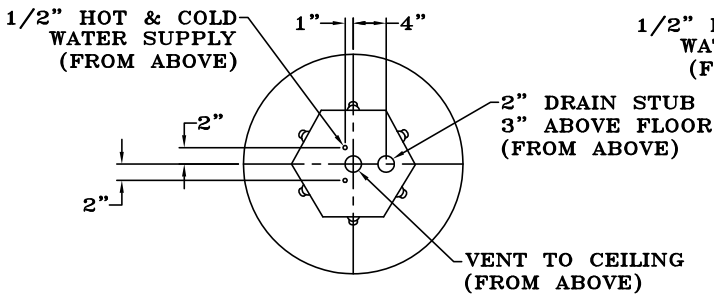 1/2" HOT & COLD
WATER SUPPLY
(FROM ABOVE)
1"
4"
2"
2"
2" DRAIN STUB
3" ABOVE FLOOR
(FROM ABOVE)
VENT TO CEILING
(FROM ABOVE)
1/2"